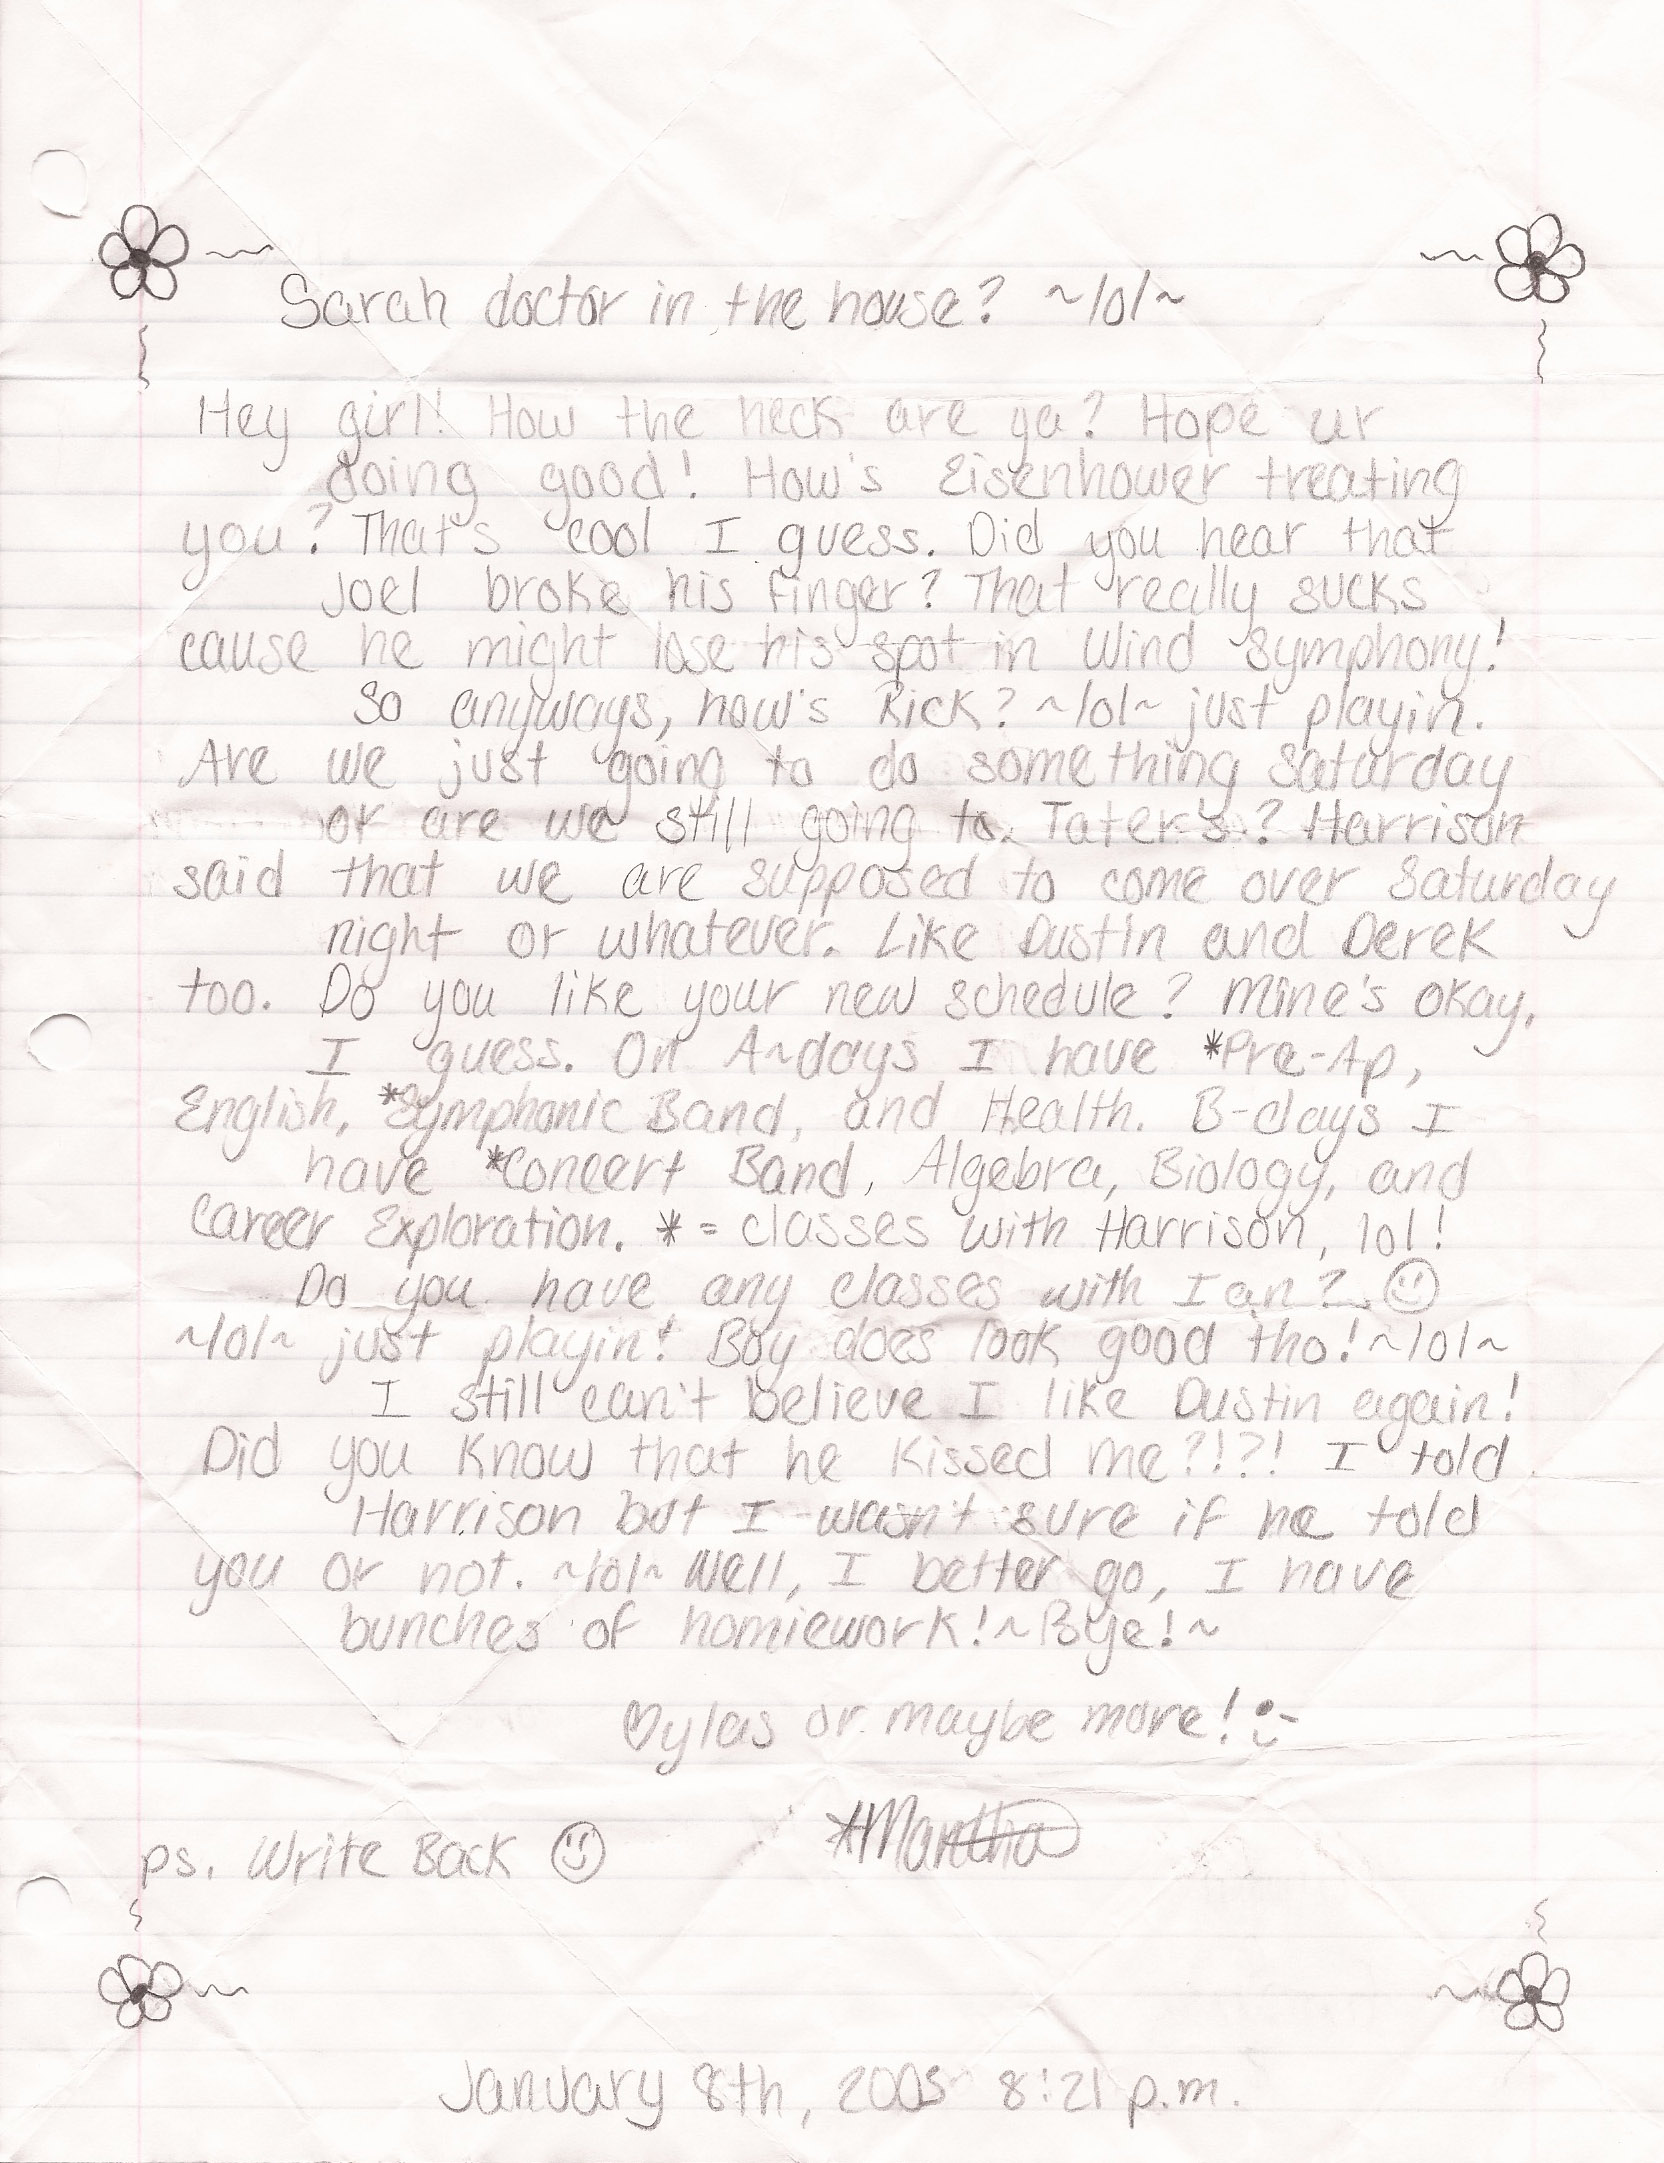 Sarah doctor in the house? ~lol~
Hey girl! How the heck are ya? Hope ur
doing good! How's Eisenhower treating
you? That's cool I guess. Did you hear that
Joel broke his finger? That really sucks
cause he might lose his spot in Wind Symphony!
So anyways, how's Rick? ~lol~ just playin.
Are we just going to do something Saturday
or are we still going to Tater's? Harrison
said that we are supposed to come over Saturday
night or whatever. Like Dustin and Derek
too. Do you like your new schedule? Mine's okay,
I guess. On A~days I have *Pre-Ap,
English, *Symphonic Band, and Health. B-days I
have *Concert Band, Algebra, Biology, and
Career Exploration. * = classes with Harrison, lol!
Do you have any classes with Ian? ☺
~lol~ just playin! Boy does look good tho! ~lol~
I still can't believe I like Dustin again!
Did you know that he kissed me?!?! I told
Harrison but I wasn't sure if he told
you or not. ~lol~ Well, I better go, I have
bunches of homiework! ~Bye!~
♡ylas or maybe more! ;-
*Martha
ps. Write Back ☺
January 8th, 2003 8:21 p.m.